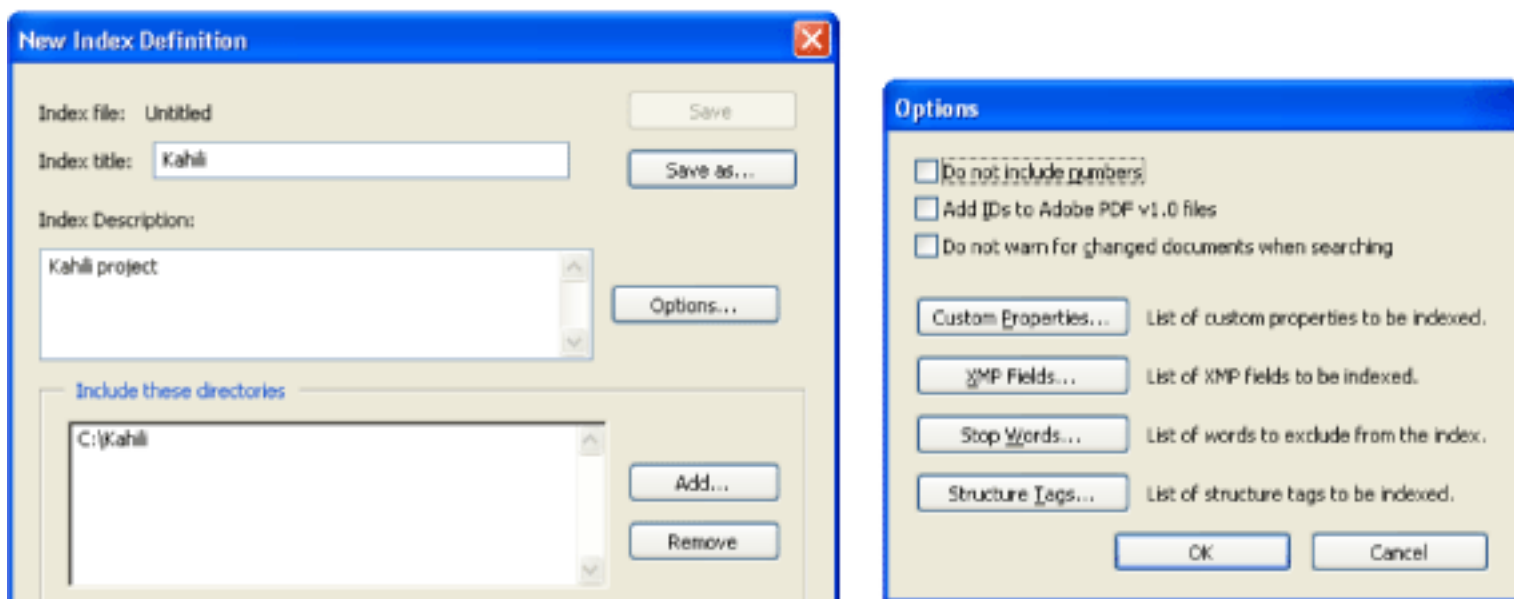 New Index Definition
Index file: Untitled
Save
Index title: Kahili
Save as...
Index Description:
Kahili project
Options...
Include these directories
C:\Kahili
Add...
Remove
Options
Do not include numbers
Add IDs to Adobe PDF v1.0 files
Do not warn for changed documents when searching
Custom Properties... List of custom properties to be indexed.
XMP Fields... List of XMP fields to be indexed.
Stop Words... List of words to exclude from the index.
Structure Tags... List of structure tags to be indexed.
OK Cancel